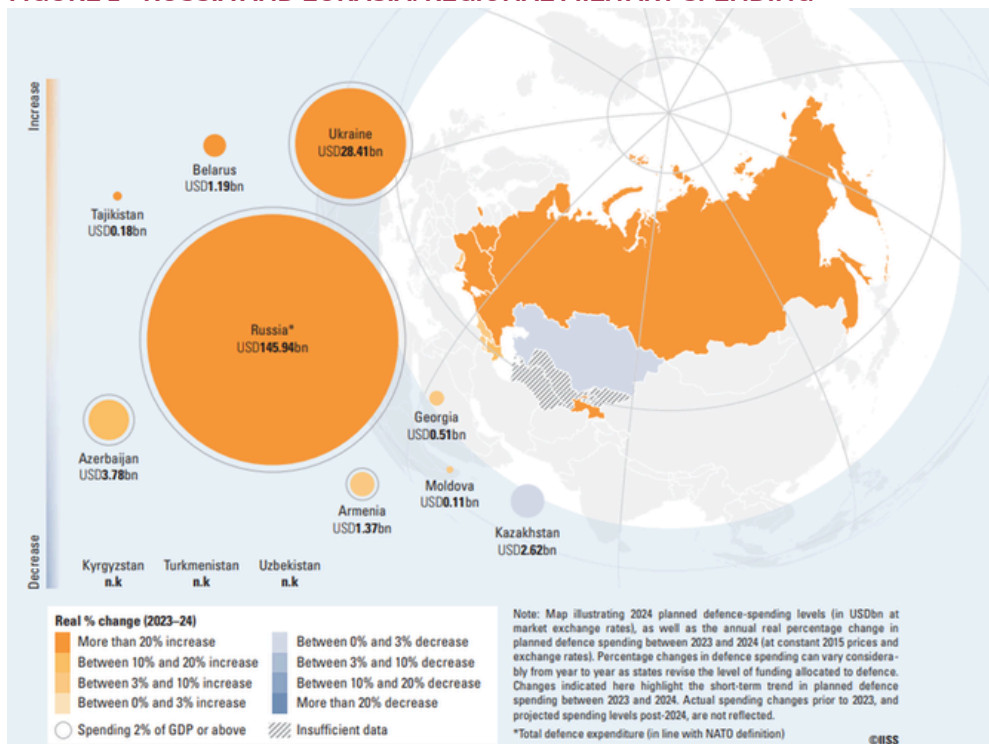 Increase
Decrease
Ukraine
USD28.41bn
Belarus
USD1.19bn
Tajikistan
USD0.18bn
Russia*
USD145.94bn
Georgia
USD0.51bn
Azerbaijan
USD3.78bn
Moldova
USD0.11bn
Armenia
USD1.37bn
Kazakhstan
USD2.62bn
Kyrgyzstan
n.k
Turkmenistan
n.k
Uzbekistan
n.k
Real % change (2023–24)
More than 20% increase
Between 10% and 20% increase
Between 3% and 10% increase
Between 0% and 3% increase
Spending 2% of GDP or above
Between 0% and 3% decrease
Between 3% and 10% decrease
Between 10% and 20% decrease
More than 20% decrease
Insufficient data
Note: Map illustrating 2024 planned defence-spending levels (in USDbn at
market exchange rates), as well as the annual real percentage change in
planned defence spending between 2023 and 2024 (at constant 2015 prices and
exchange rates). Percentage changes in defence spending can vary considera-
bly from year to year as states revise the level of funding allocated to defence.
Changes indicated here highlight the short-term trend in planned defence
spending between 2023 and 2024. Actual spending changes prior to 2023, and
projected spending levels post-2024, are not reflected.
*Total defence expenditure (in line with NATO definition)
©IISS